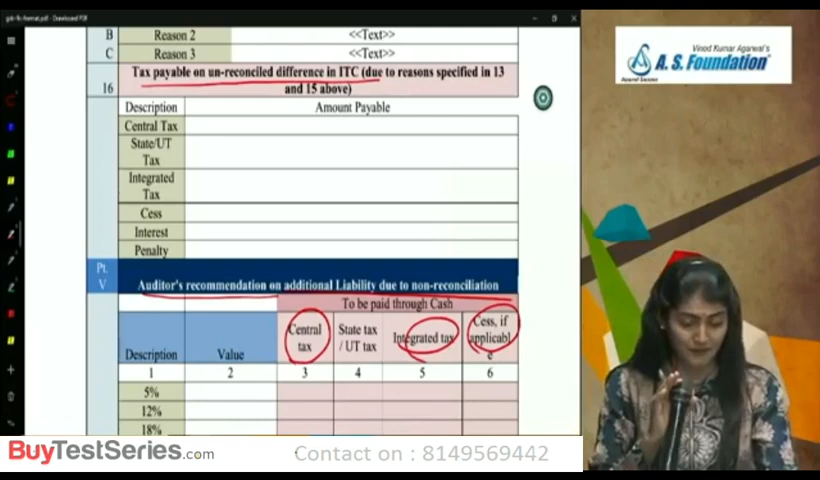 gstr-9c-format.pdf - Drawboard PDF
Vinod Kumar Agarwal's
A. S. Foundation
B Reason 2 <<Text>>
C Reason 3 <<Text>>
16 Tax payable on un-reconciled difference in ITC (due to reasons specified in 13
and 15 above)
Description Amount Payable
Central Tax
State/UT
Tax
Integrated
Tax
Cess
Interest
Penalty
Pt.
V Auditor's recommendation on additional Liability due to non-reconciliation
To be paid through Cash
Description Value Central
tax State tax
/ UT tax Integrated tax Cess, if
applicabl
e
1 2 3 4 5 6
5%
12%
18%
BuyTestSeries.com Contact on : 8149569442